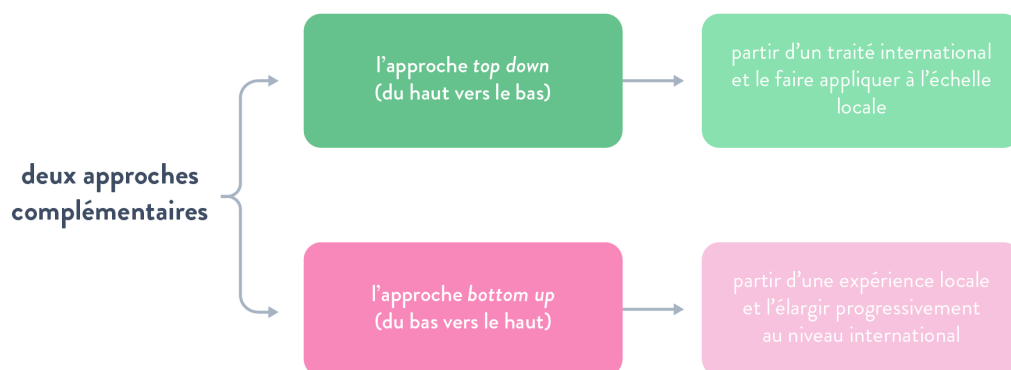 deux approches
complémentaires
l'approche top down
(du haut vers le bas)
partir d'un traité international
et le faire appliquer à l'échelle
locale
l'approche bottom up
(du bas vers le haut)
partir d'une expérience locale
et l'élargir progressivement
au niveau international